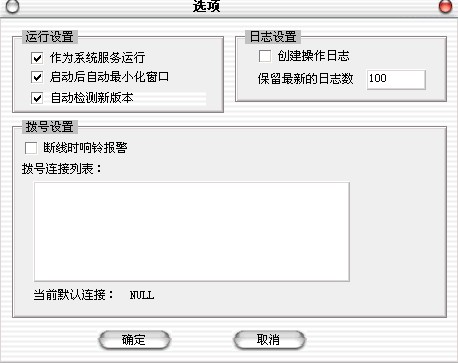 选项
运行设置
作为系统服务运行
启动后自动最小化窗口
自动检测新版本
日志设置
创建操作日志
保留最新的日志数 100
拨号设置
断线时响铃报警
拨号连接列表：
当前默认连接： NULL
确定 取消